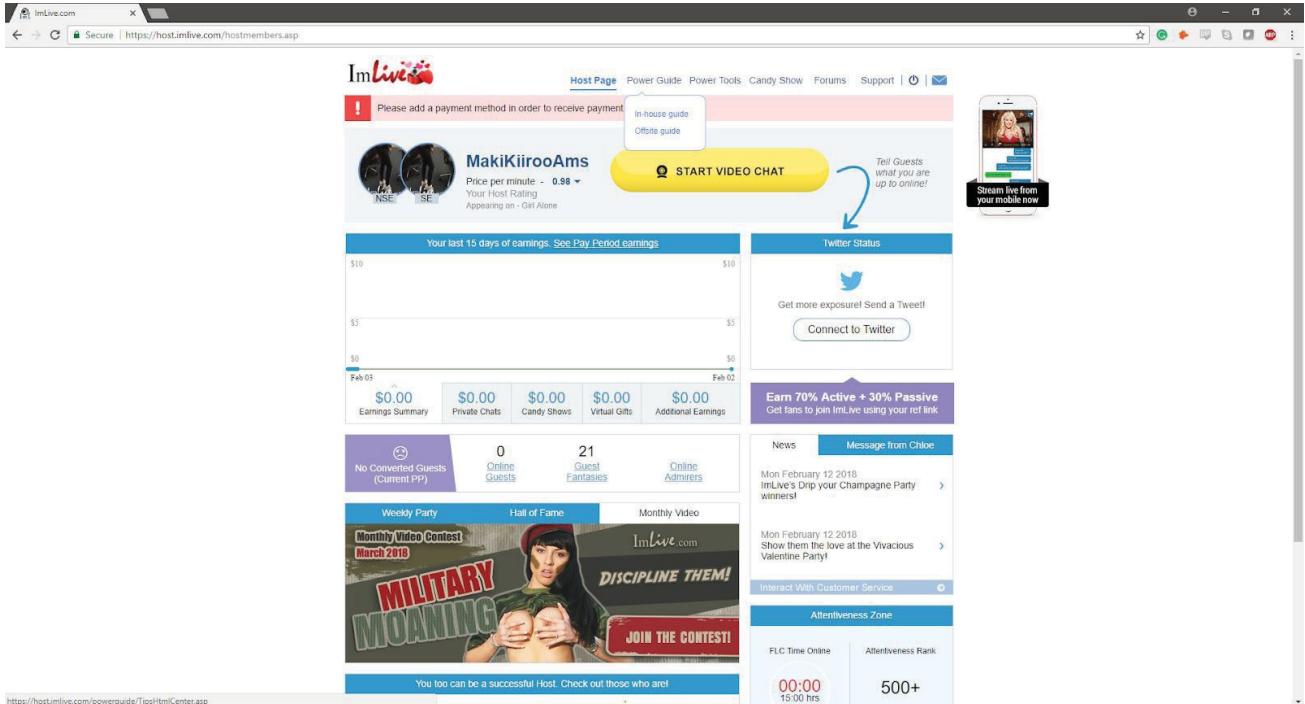 ImLive.com
Secure | https://host.imlive.com/hostmembers.asp
ImLive
Host Page Power Guide Power Tools Candy Show Forums Support
Please add a payment method in order to receive payment
In-house guide
Offsite guide
MakiKiirooAms
Price per minute - 0.98
Your Host Rating
Appearing on - Girl Alone
NSE SE
START VIDEO CHAT
Tell Guests
what you are
up to online!
Stream live from
your mobile now
Your last 15 days of earnings. See Pay Period earnings
$10 $10
$5 $5
$0 $0
Feb 03 Feb 02
$0.00 $0.00 $0.00 $0.00 $0.00
Earnings Summary Private Chats Candy Shows Virtual Gifts Additional Earnings
Twitter Status
Get more exposure! Send a Tweet!
Connect to Twitter
Earn 70% Active + 30% Passive
Get fans to join ImLive using your ref link
No Converted Guests
(Current PP)
0
Online
Guests
21
Guest
Fantasies
Online
Admirers
News Message from Chloe
Mon February 12 2018
ImLive's Drip your Champagne Party
winners!
Mon February 12 2018
Show them the love at the Vivacious
Valentine Party!
Interact With Customer Service
Weekly Party Hall of Fame Monthly Video
Monthly Video Contest
March 2018
MILITARY
MOANING
ImLive.com
DISCIPLINE THEM!
JOIN THE CONTEST!
Attentiveness Zone
FLC Time Online Attentiveness Rank
00:00
15:00 hrs
500+
You too can be a successful Host. Check out those who are!
https://host.imlive.com/powerguide/TipsHtmlCenter.asp